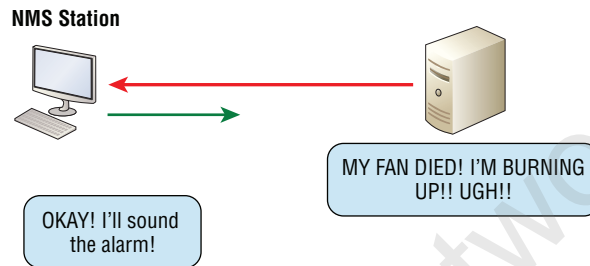 NMS Station
MY FAN DIED! I'M BURNING
UP!! UGH!!
OKAY! I'll sound
the alarm!